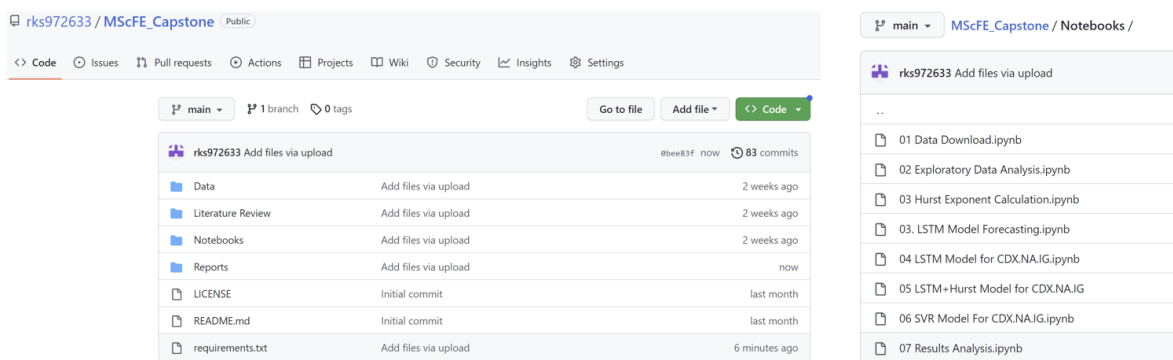 rks972633 / MScFE_Capstone Public
Code Issues Pull requests Actions Projects Wiki Security Insights Settings
main 1 branch 0 tags Go to file Add file Code
rks972633 Add files via upload 0bee83f now 83 commits
Data Add files via upload 2 weeks ago
Literature Review Add files via upload 2 weeks ago
Notebooks Add files via upload 2 weeks ago
Reports Add files via upload now
LICENSE Initial commit last month
README.md Initial commit last month
requirements.txt Add files via upload 6 minutes ago
main MScFE_Capstone / Notebooks /
rks972633 Add files via upload
..
01 Data Download.ipynb
02 Exploratory Data Analysis.ipynb
03 Hurst Exponent Calculation.ipynb
03. LSTM Model Forecasting.ipynb
04 LSTM Model for CDX.NA.IG.ipynb
05 LSTM+Hurst Model for CDX.NA.IG
06 SVR Model For CDX.NA.IG.ipynb
07 Results Analysis.ipynb